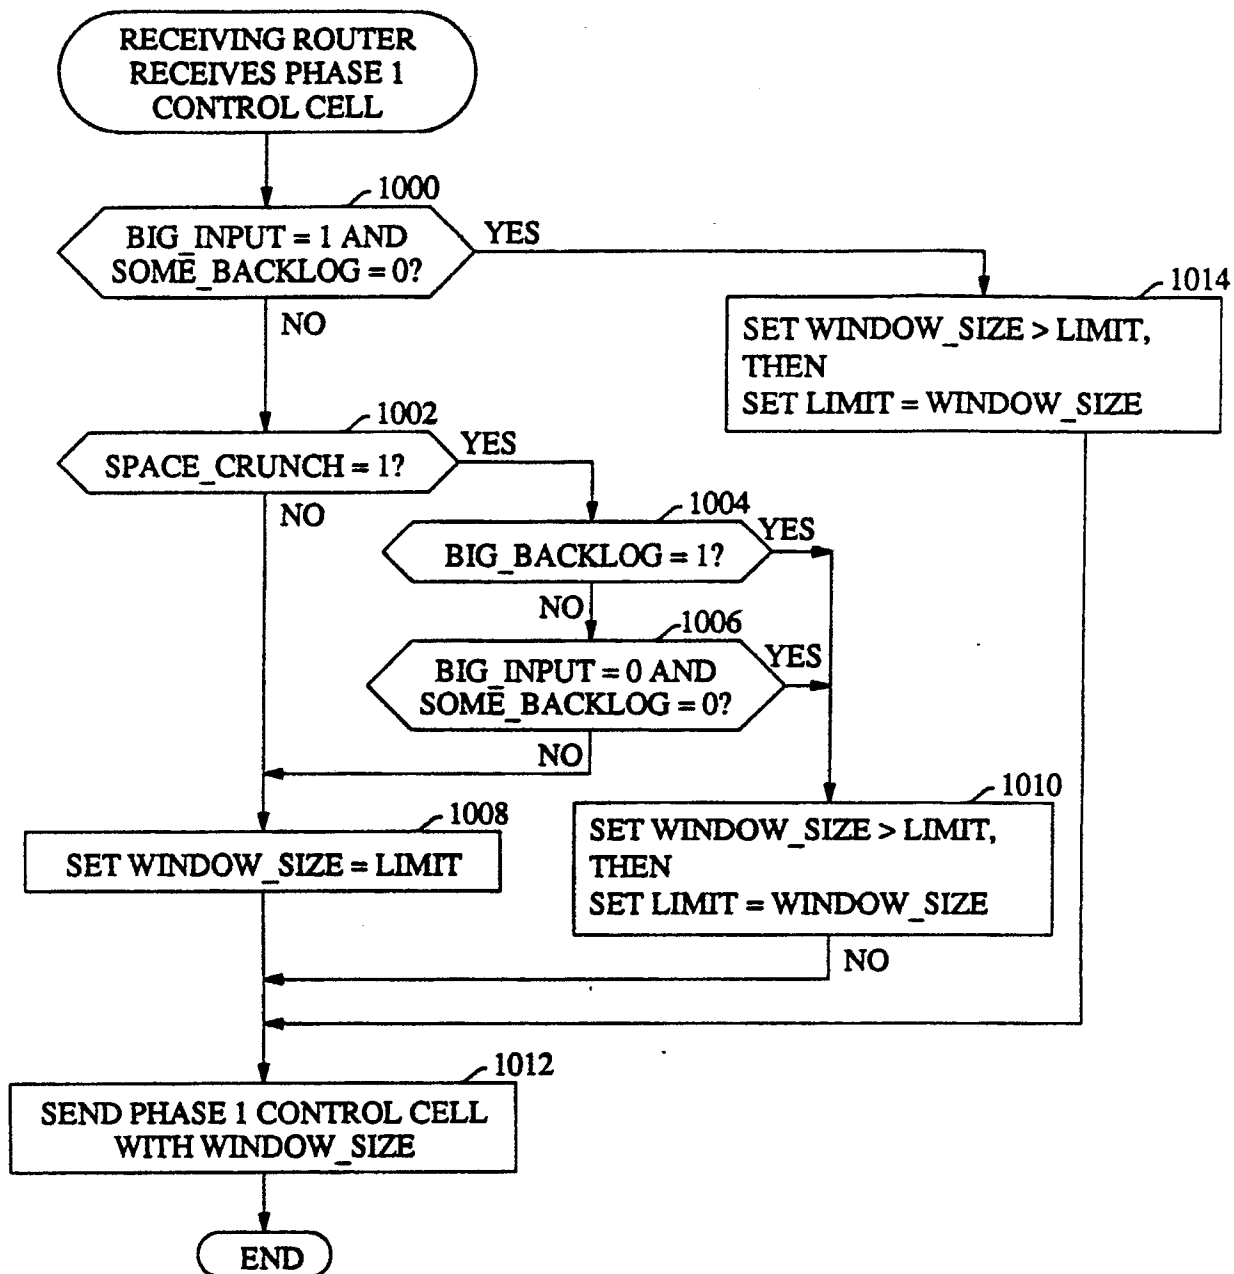 RECEIVING ROUTER
RECEIVES PHASE 1
CONTROL CELL
1000
BIG_INPUT = 1 AND
SOME_BACKLOG = 0?
YES
NO
1014
SET WINDOW_SIZE > LIMIT,
THEN
SET LIMIT = WINDOW_SIZE
1002
SPACE_CRUNCH = 1?
YES
NO
1004
BIG_BACKLOG = 1?
YES
NO
1006
BIG_INPUT = 0 AND
SOME_BACKLOG = 0?
YES
NO
1008
SET WINDOW_SIZE = LIMIT
1010
SET WINDOW_SIZE > LIMIT,
THEN
SET LIMIT = WINDOW_SIZE
NO
1012
SEND PHASE 1 CONTROL CELL
WITH WINDOW_SIZE
END